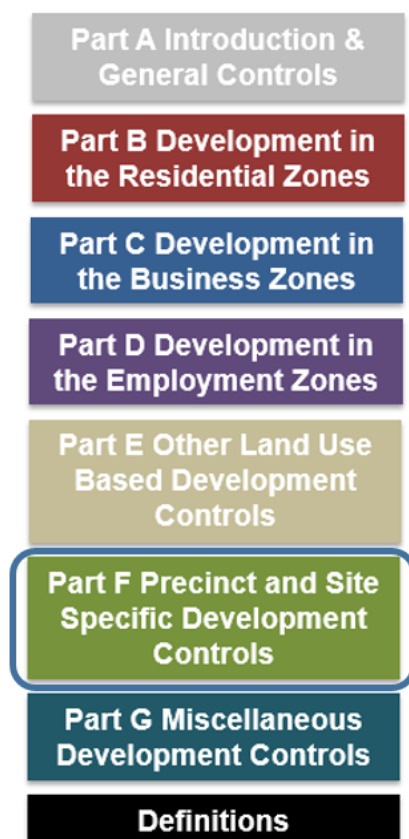 Part A Introduction &
General Controls
Part B Development in
the Residential Zones
Part C Development in
the Business Zones
Part D Development in
the Employment Zones
Part E Other Land Use
Based Development
Controls
Part F Precinct and Site
Specific Development
Controls
Part G Miscellaneous
Development Controls
Definitions